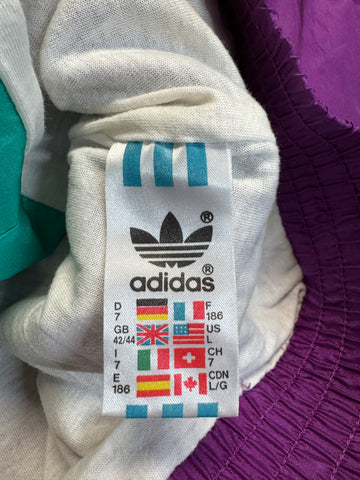 ®
adidas®
D F
7 186
GB US
42/44 L
I CH
7 7
E CDN
186 L/G